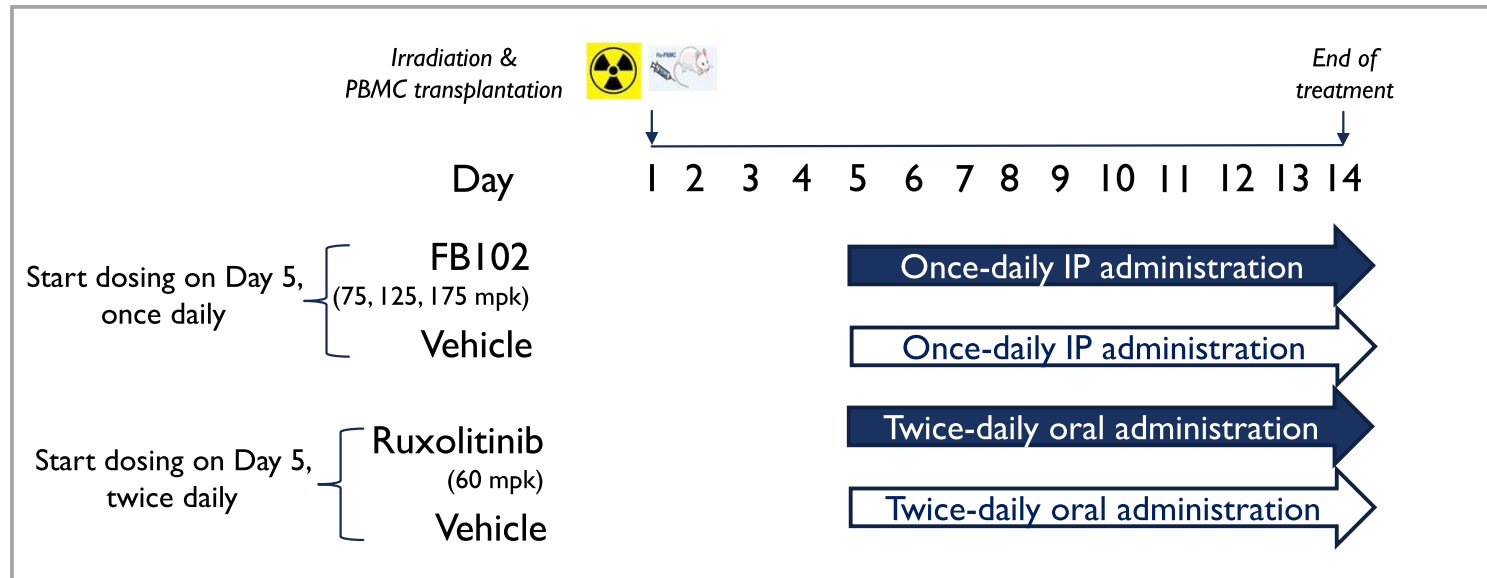 Irradiation &
PBMC transplantation
Hu-PBMC
End of
treatment
Day
1 2 3 4 5 6 7 8 9 10 11 12 13 14
Start dosing on Day 5,
once daily
FB102
(75, 125, 175 mpk)
Vehicle
Once-daily IP administration
Once-daily IP administration
Start dosing on Day 5,
twice daily
Ruxolitinib
(60 mpk)
Vehicle
Twice-daily oral administration
Twice-daily oral administration